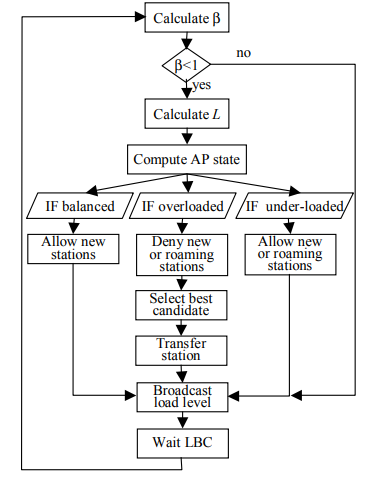 Calculate β
β<1
no
yes
Calculate L
Compute AP state
IF balanced
IF overloaded
IF under-loaded
Allow new
stations
Deny new
or roaming
stations
Allow new
or roaming
stations
Select best
candidate
Transfer
station
Broadcast
load level
Wait LBC